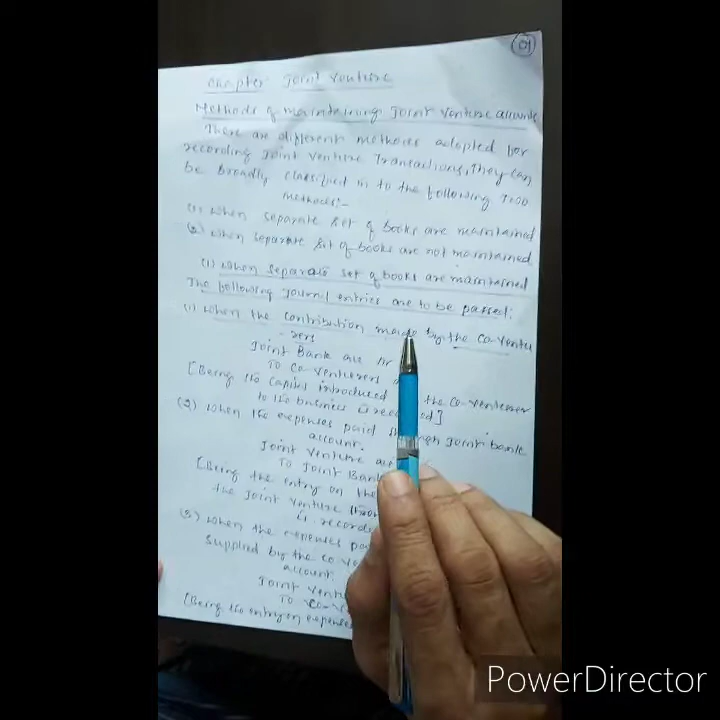 01
Chapter Joint Venture
Methods of maintaining Joint Venture accounts
There are different methods adopted for
recording Joint Venture Transactions, They can
be broadly classified in to the following Two
methods:-
(1) when separate set of books are maintained
(2) when separate set of books are not maintained
(1) when separate set of books are maintained
The following Journal entries are to be passed:
(1) when the contribution made by the co-ventu
-rers
Joint Bank a/c Dr
To co-venturers
[Being the capital introduced the co-venturer
to the business is recorded]
(2) when the expenses paid through Joint bank
account.
Joint Venture a/c
To Joint Bank
[Being the entry on the
the Joint venture
is recorde
(3) when the expenses pa
supplied by the co ve
account.
Joint Ventu
To Co-v
[Being the entry on expenses
PowerDirector